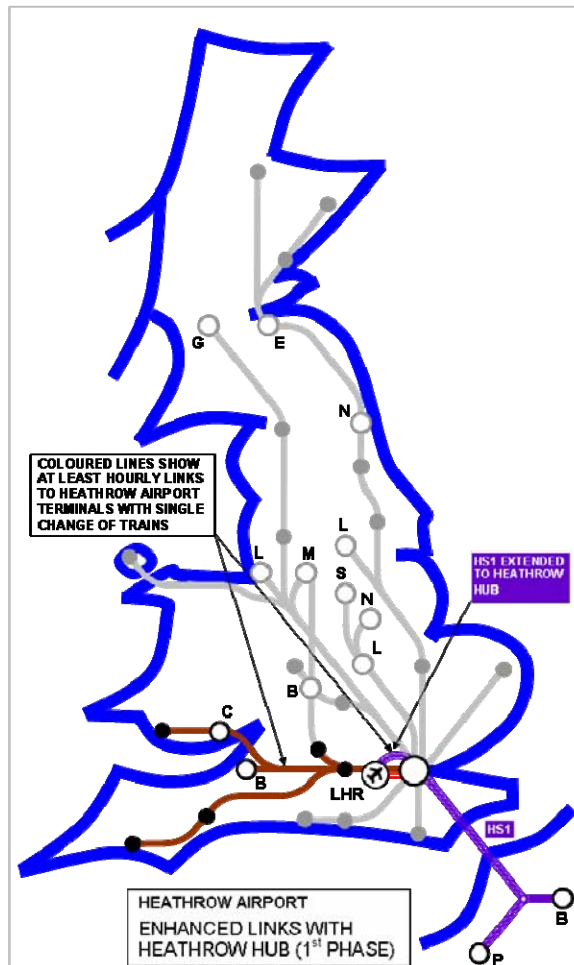 G
E
N
COLOURED LINES SHOW
AT LEAST HOURLY LINKS
TO HEATHROW AIRPORT
TERMINALS WITH SINGLE
CHANGE OF TRAINS
L
L
M
HS1 EXTENDED
TO HEATHROW
HUB
S
N
L
B
C
B
LHR
HS1
B
P
HEATHROW AIRPORT
ENHANCED LINKS WITH
HEATHROW HUB (1st PHASE)